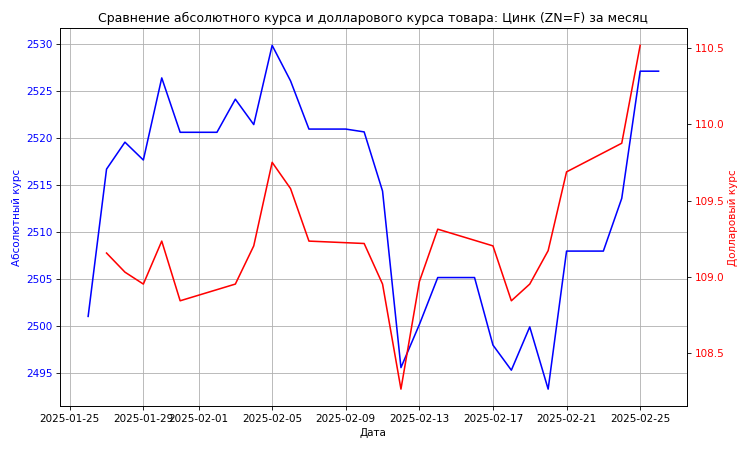 Сравнение абсолютного курса и долларового курса товара: Цинк (ZN=F) за месяц
2530
2525
2520
2515
2510
2505
2500
2495
Абсолютный курс
110.5
110.0
109.5
109.0
108.5
Долларовый курс
2025-01-25 2025-01-29 2025-02-01 2025-02-05 2025-02-09 2025-02-13 2025-02-17 2025-02-21 2025-02-25
Дата